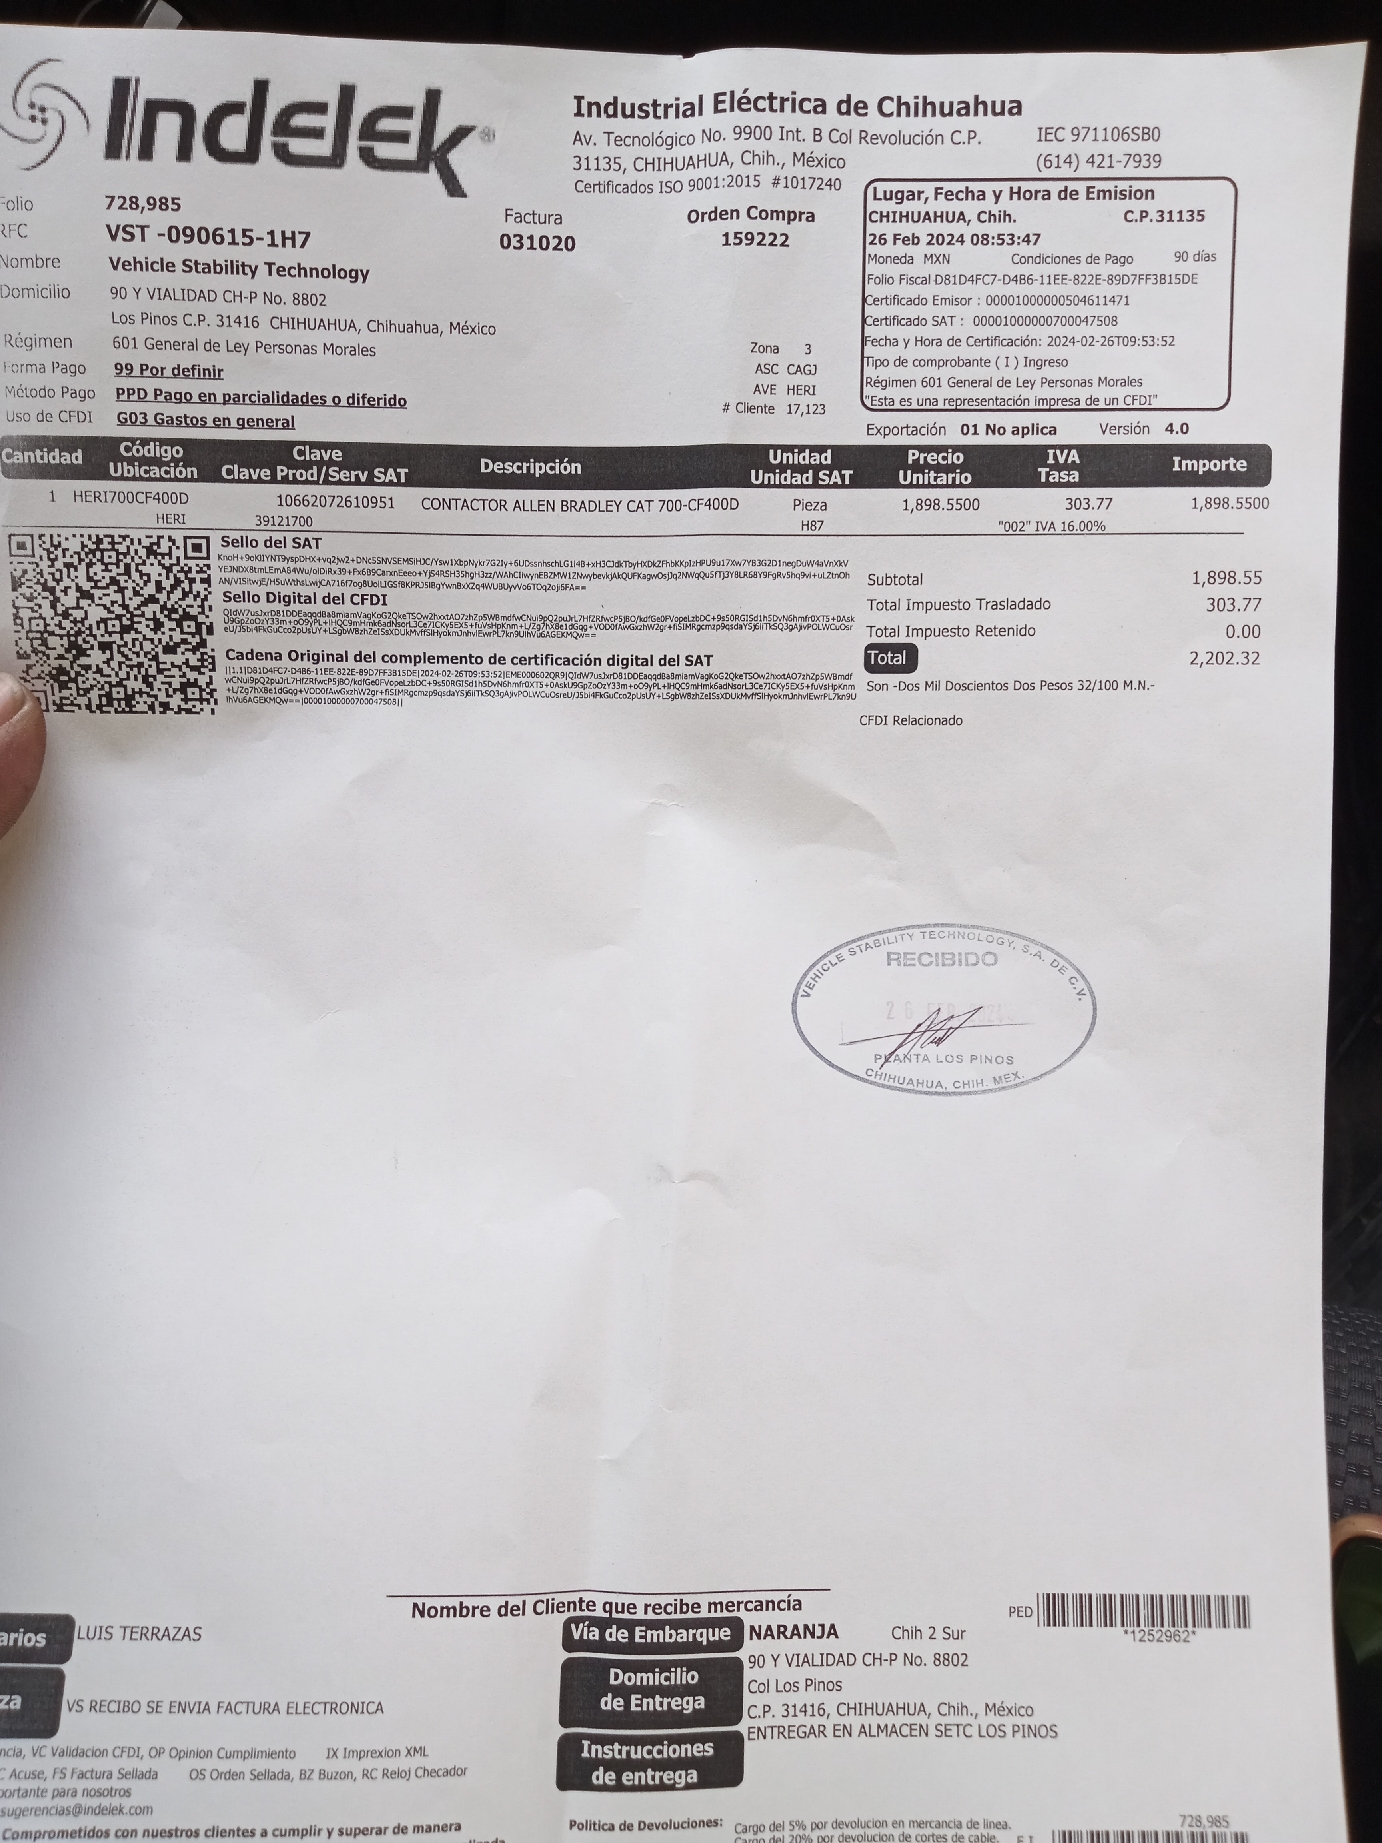 Indelek®
Industrial Eléctrica de Chihuahua
Av. Tecnológico No. 9900 Int. B Col Revolución C.P. IEC 971106SB0
31135, CHIHUAHUA, Chih., México (614) 421-7939
Certificados ISO 9001:2015 #1017240
Folio 728,985
RFC VST -090615-1H7
Nombre Vehicle Stability Technology
Domicilio 90 Y VIALIDAD CH-P No. 8802
Los Pinos C.P. 31416 CHIHUAHUA, Chihuahua, México
Régimen 601 General de Ley Personas Morales
Forma Pago 99 Por definir
Método Pago PPD Pago en parcialidades o diferido
Uso de CFDI G03 Gastos en general
Factura
031020
Orden Compra
159222
Zona 3
ASC CAGJ
AVE HERI
# Cliente 17,123
Lugar, Fecha y Hora de Emision
CHIHUAHUA, Chih. C.P.31135
26 Feb 2024 08:53:47
Moneda MXN Condiciones de Pago 90 días
Folio Fiscal D81D4FC7-D4B6-11EE-822E-89D7FF3B15DE
Certificado Emisor : 00001000000504611471
Certificado SAT : 00001000000700047508
Fecha y Hora de Certificación: 2024-02-26T09:53:52
Tipo de comprobante ( I ) Ingreso
Régimen 601 General de Ley Personas Morales
"Esta es una representación impresa de un CFDI"
Exportación 01 No aplica Versión 4.0
Cantidad Código Clave Descripción Unidad Precio IVA Importe
Ubicación Clave Prod/Serv SAT Unidad SAT Unitario Tasa
1 HERI700CF400D 10662072610951 CONTACTOR ALLEN BRADLEY CAT 700-CF400D Pieza 1,898.5500 303.77 1,898.5500
HERI 39121700 H87 "002" IVA 16.00%
Sello del SAT
Sello Digital del CFDI
Cadena Original del complemento de certificación digital del SAT
Subtotal 1,898.55
Total Impuesto Trasladado 303.77
Total Impuesto Retenido 0.00
Total 2,202.32
Son -Dos Mil Doscientos Dos Pesos 32/100 M.N.-
CFDI Relacionado
VEHICLE STABILITY TECHNOLOGY, S.A. DE C.V.
RECIBIDO
PLANTA LOS PINOS
CHIHUAHUA, CHIH. MEX.
Nombre del Cliente que recibe mercancía
PED
*1252962*
arios LUIS TERRAZAS
Vía de Embarque NARANJA Chih 2 Sur
Domicilio
de Entrega
90 Y VIALIDAD CH-P No. 8802
Col Los Pinos
C.P. 31416, CHIHUAHUA, Chih., México
ENTREGAR EN ALMACEN SETC LOS PINOS
za VS RECIBO SE ENVIA FACTURA ELECTRONICA
Instrucciones
de entrega
ncia, VC Validacion CFDI, OP Opinion Cumplimiento IX Imprexion XML
C Acuse, FS Factura Sellada OS Orden Sellada, BZ Buzon, RC Reloj Checador
portante para nosotros
sugerencias@indelek.com
Comprometidos con nuestros clientes a cumplir y superar de manera
Politica de Devoluciones: Cargo del 5% por devolucion en mercancia de linea.
Cargo del 20% por devolucion de cortes de cable.
728,985